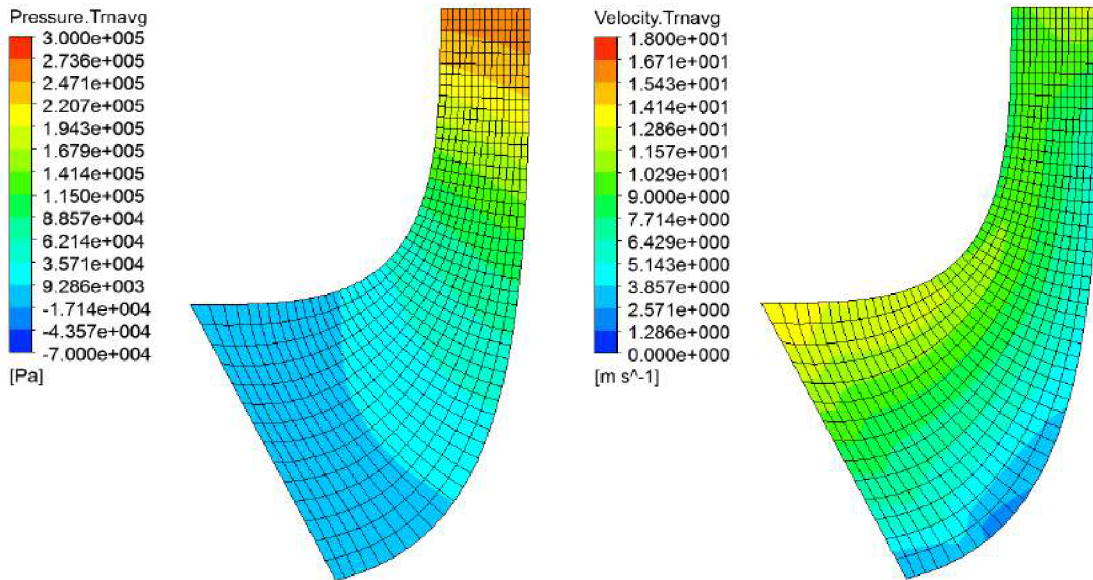 Pressure.Trnavg
3.000e+005
2.736e+005
2.471e+005
2.207e+005
1.943e+005
1.679e+005
1.414e+005
1.150e+005
8.857e+004
6.214e+004
3.571e+004
9.286e+003
-1.714e+004
-4.357e+004
-7.000e+004
[Pa]
Velocity.Trnavg
1.800e+001
1.671e+001
1.543e+001
1.414e+001
1.286e+001
1.157e+001
1.029e+001
9.000e+000
7.714e+000
6.429e+000
5.143e+000
3.857e+000
2.571e+000
1.286e+000
0.000e+000
[m s^-1]